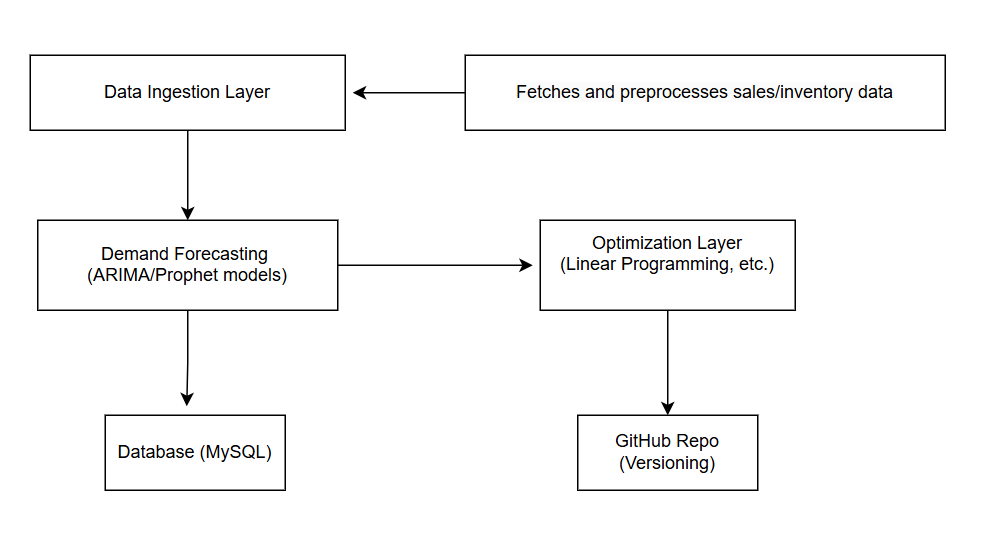 Data Ingestion Layer
Fetches and preprocesses sales/inventory data
Demand Forecasting
(ARIMA/Prophet models)
Optimization Layer
(Linear Programming, etc.)
Database (MySQL)
GitHub Repo
(Versioning)